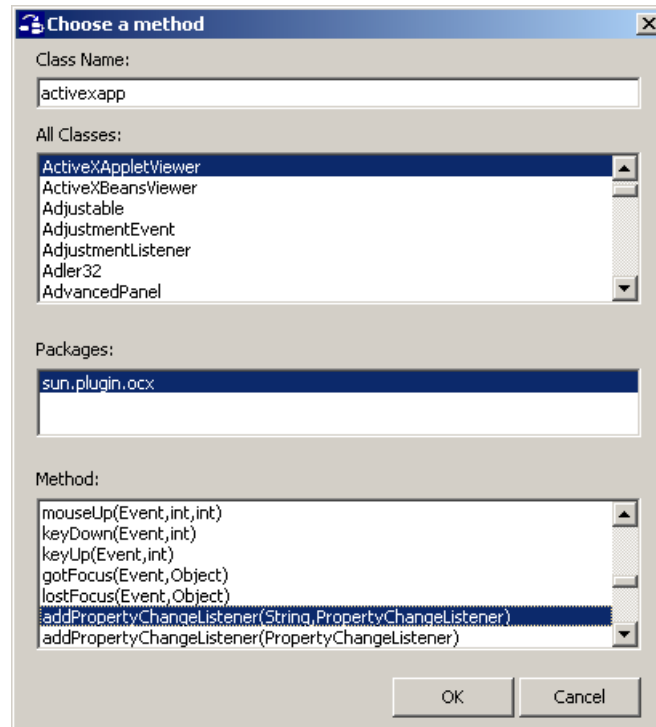 Choose a method
Class Name:
activexapp
All Classes:
ActiveXAppletViewer
ActiveXBeansViewer
Adjustable
AdjustmentEvent
AdjustmentListener
Adler32
AdvancedPanel
Packages:
sun.plugin.ocx
Method:
mouseUp(Event,int,int)
keyDown(Event,int)
keyUp(Event,int)
gotFocus(Event,Object)
lostFocus(Event,Object)
addPropertyChangeListener(String,PropertyChangeListener)
addPropertyChangeListener(PropertyChangeListener)
OK Cancel